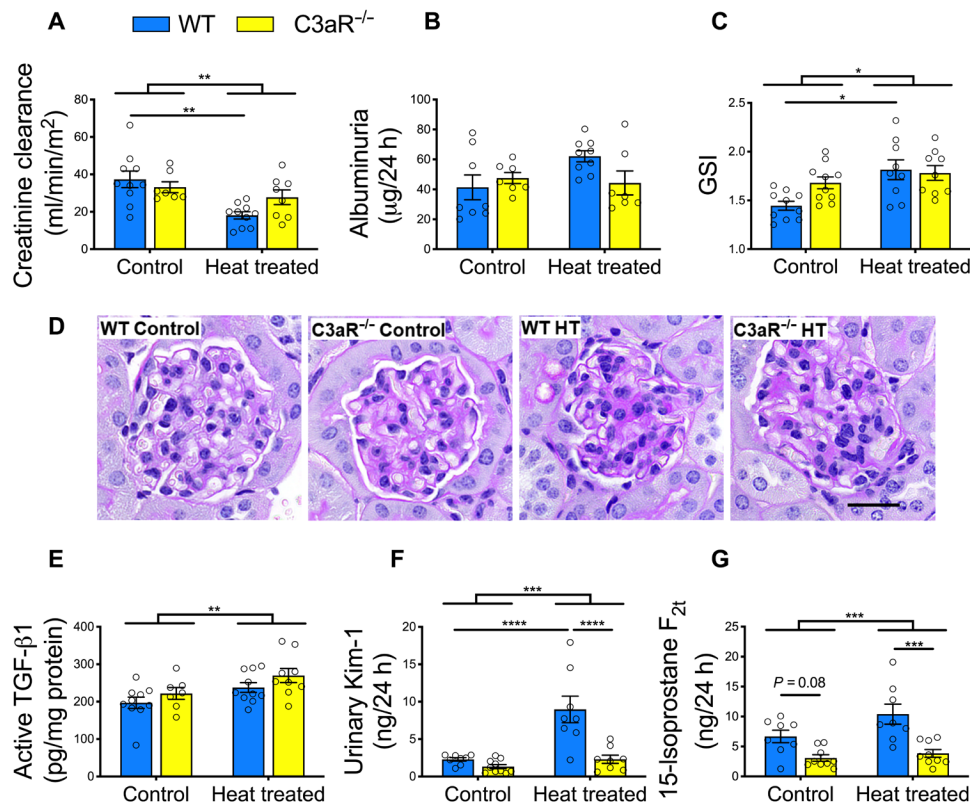 WT C3aR−/−
A
Creatinine clearance
(ml/min/m2)
80
60
40
20
0
**
**
Control Heat treated
B
Albuminuria
(µg/24 h)
100
80
60
40
20
0
Control Heat treated
C
GSI
2.5
2.0
1.5
1.0
*
*
Control Heat treated
D
WT Control
C3aR−/− Control
WT HT
C3aR−/− HT
E
Active TGF-β1
(pg/mg protein)
400
300
200
100
0
**
Control Heat treated
F
Urinary Kim-1
(ng/24 h)
25
20
15
10
5
0
***
**** ****
Control Heat treated
G
15-Isoprostane F2t
(ng/24 h)
25
20
15
10
5
0
***
***
P = 0.08
Control Heat treated